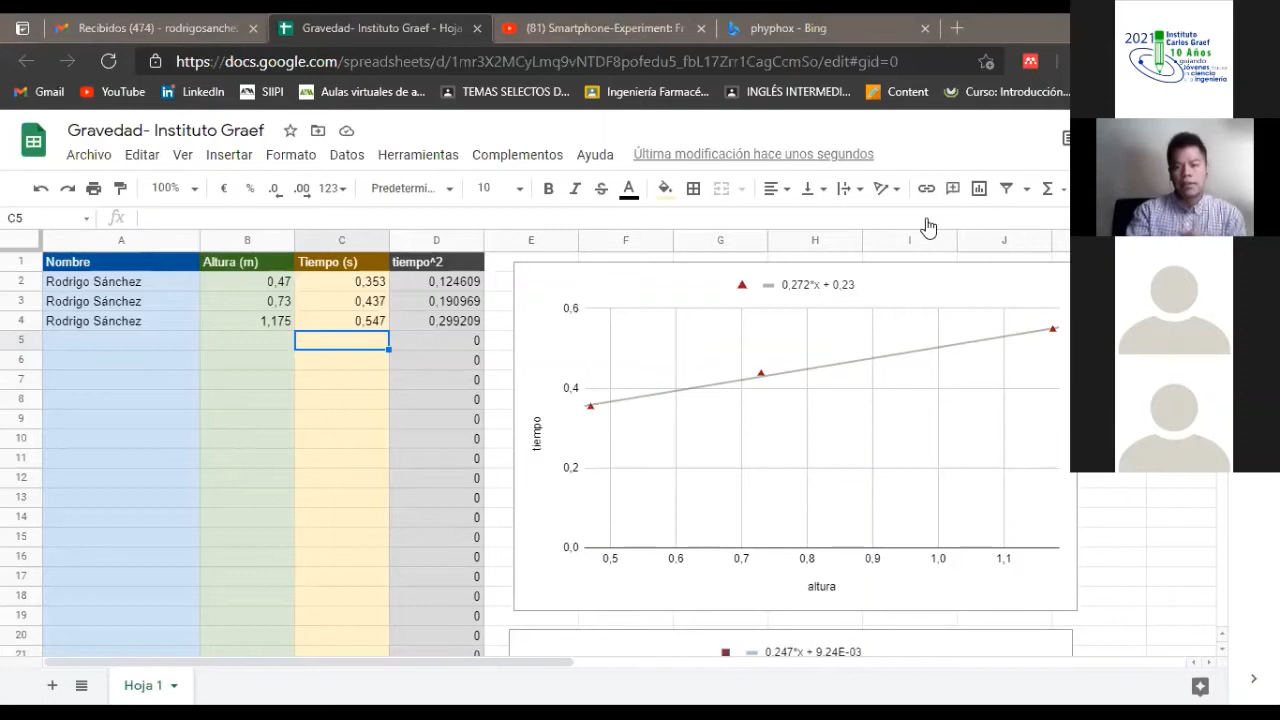 Recibidos (474) - rodrigosanche
Gravedad- Instituto Graef - Hoja
(81) Smartphone-Experiment: Fr
phyphox - Bing
https://docs.google.com/spreadsheets/
/edit#gid=0
Gmail
YouTube
LinkedIn
SIIPI
Aulas virtuales de a...
TEMAS SELECTOS D...
Ingeniería Farmacé...
INGLES INTERMEDI...
Content
Curso: Introducción...
2021
Instituto
Carlos Graef
10 Años
guiando
jóvenes hacia
la ciencia
e ingeniería
Gravedad- Instituto Graef
Archivo Editar Ver Insertar Formato Datos Herramientas Complementos Ayuda Última modificación hace unos segundos
100% € % .0 .00 123 Predetermi... 10 B I S A Σ
C5 fx
A B C D E F G H I J
1 Nombre Altura (m) Tiempo (s) tiempo^2
2 Rodrigo Sánchez 0,47 0,353 0,124609
3 Rodrigo Sánchez 0,73 0,437 0,190969
4 Rodrigo Sánchez 1,175 0,547 0,299209
5 0
6 0
7 0
8 0
9 0
10 0
11 0
12 0
13 0
14 0
15 0
16 0
17 0
18 0
19 0
20 0
21 0
0,272*x + 0,23
0,6
0,4
0,2
0,0
tiempo
0,5 0,6 0,7 0,8 0,9 1,0 1,1
altura
0,247*x + 9,24E-03
Hoja 1